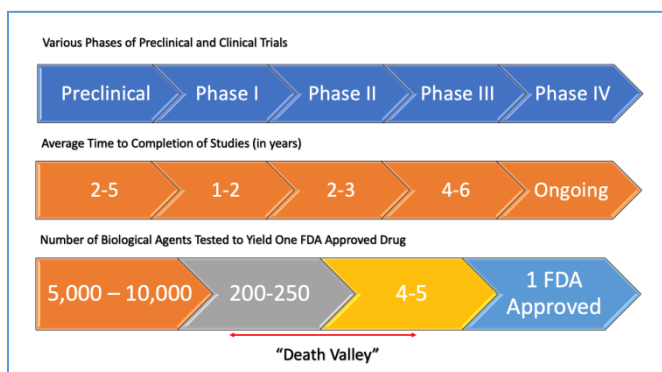 Various Phases of Preclinical and Clinical Trials
Preclinical Phase I Phase II Phase III Phase IV
Average Time to Completion of Studies (in years)
2-5 1-2 2-3 4-6 Ongoing
Number of Biological Agents Tested to Yield One FDA Approved Drug
5,000 – 10,000 200-250 4-5 1 FDA
Approved
“Death Valley”